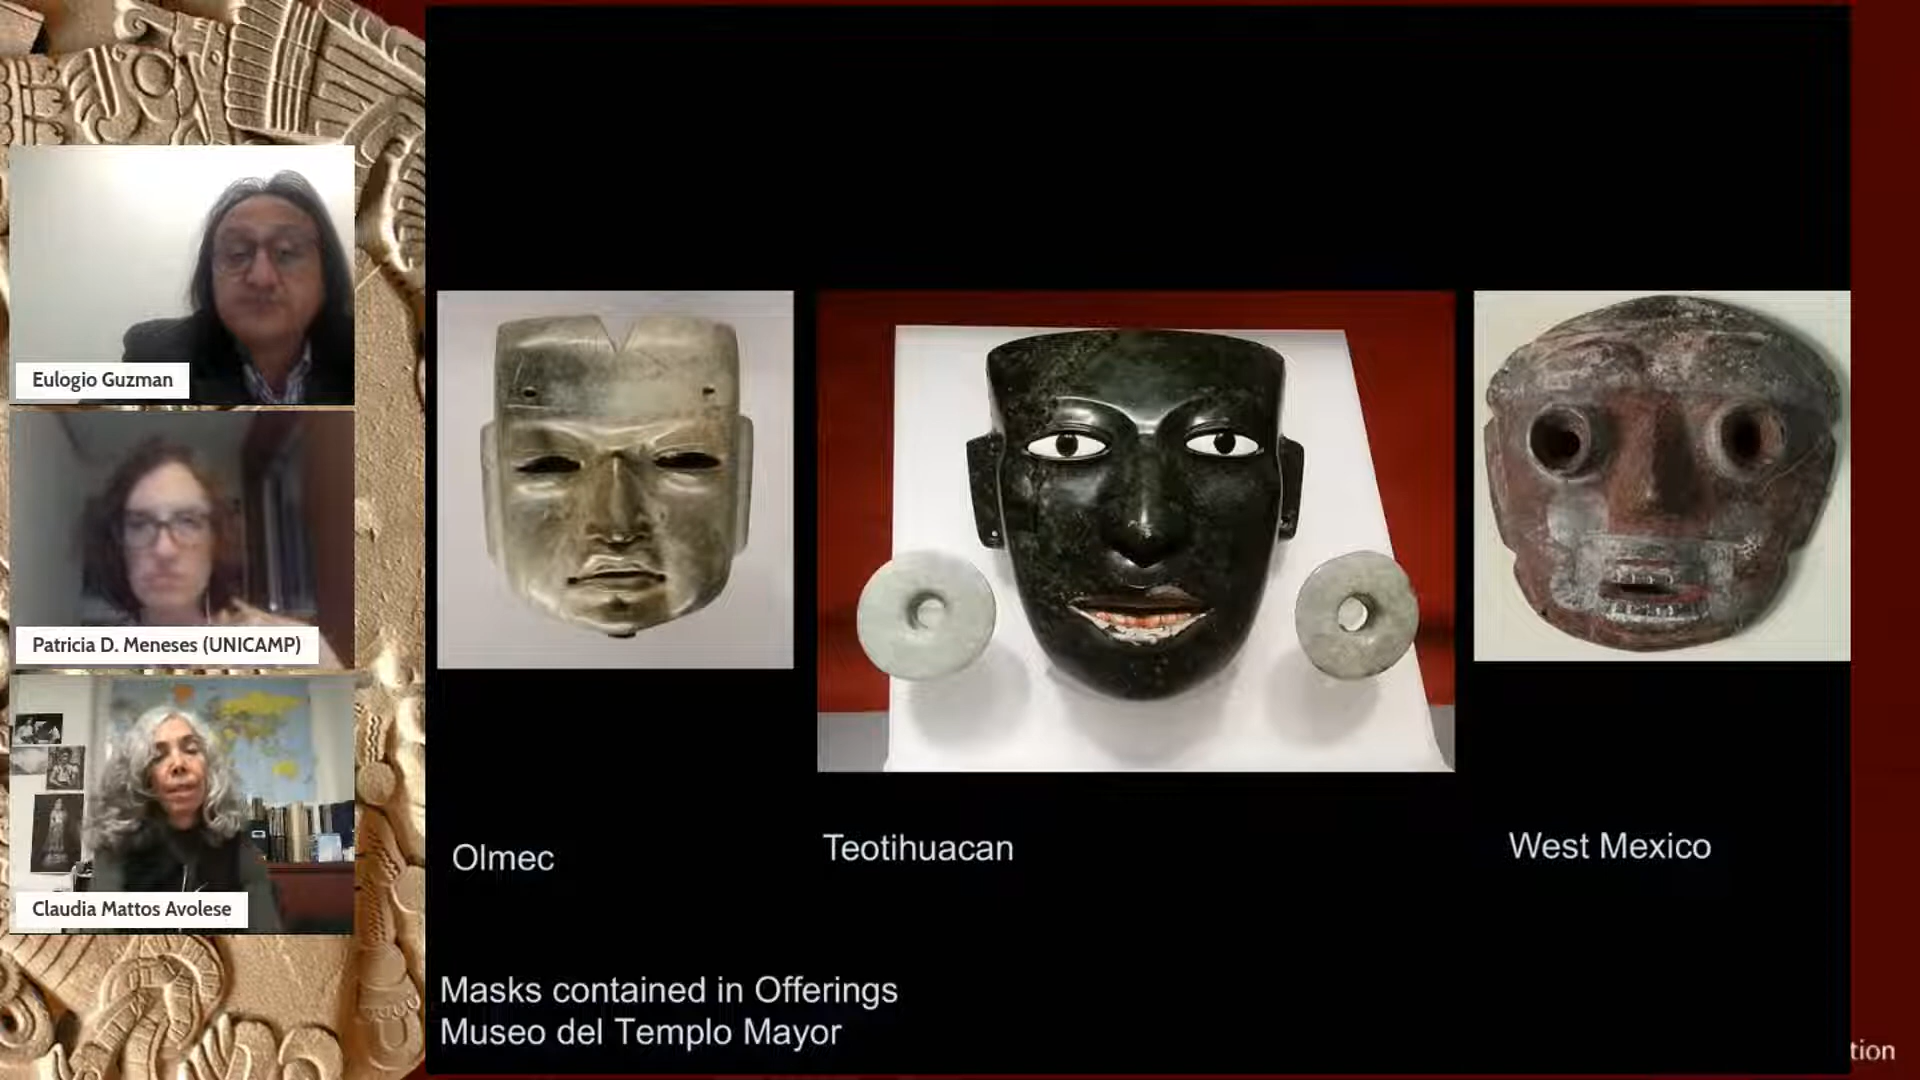 Eulogio Guzman
Patricia D. Meneses (UNICAMP)
Claudia Mattos Avolese
Olmec
Teotihuacan
West Mexico
Masks contained in Offerings
Museo del Templo Mayor
tion